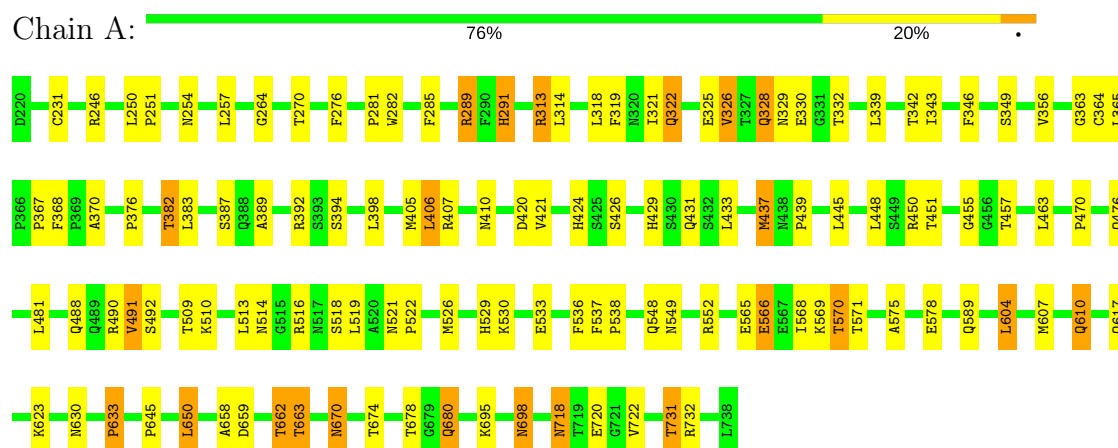 Chain A:
76% 20% •
D220 C231 R246 L250 P251 N254 L257 G264 T270 F276 P281 W282 F285 R289 F290 H291 R313 L314 L318 F319 N320 I321 Q322 E325 V326 T327 Q328 N329 E330 G331 T332 L339 T342 I343 F346 S349 V356 G363 C364 L365
P366 P367 F368 P369 A370 P376 T382 L383 S387 Q388 A389 R392 S393 S394 L398 M405 L406 R407 N410 D420 V421 H424 S425 S426 H429 S430 Q431 S432 L433 M437 N438 P439 L445 L448 S449 R450 T451 G455 G456 T457 L463 P470
L481 Q488 Q489 R490 V491 S492 T509 K510 L513 N514 G515 R516 N517 S518 L519 A520 N521 P522 M526 H529 K530 E533 F536 F537 P538 Q548 N549 R552 E565 E566 E567 I568 K569 T570 T571 A575 E578 Q589 L604 M607 Q610
K623 N630 P633 P645 L650 A658 D659 T662 T663 N670 T674 T678 G679 Q680 K695 N698 N718 T719 E720 G721 V722 T731 R732 L738